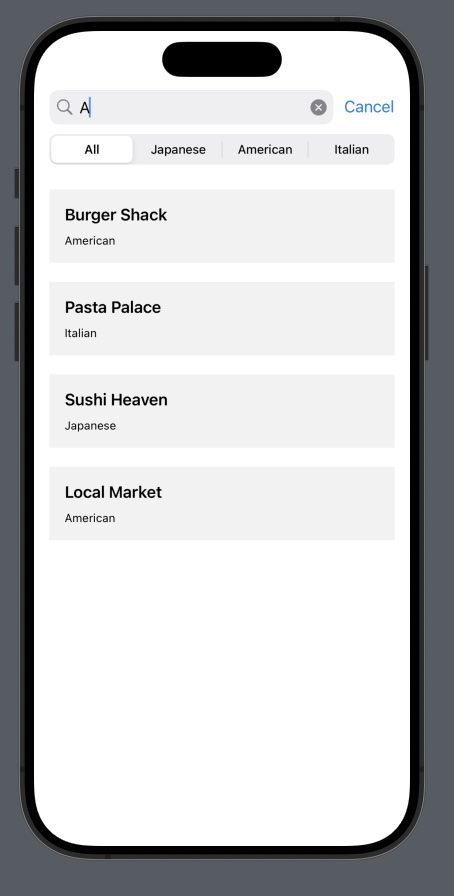 A
Cancel
All
Japanese
American
Italian
Burger Shack
American
Pasta Palace
Italian
Sushi Heaven
Japanese
Local Market
American